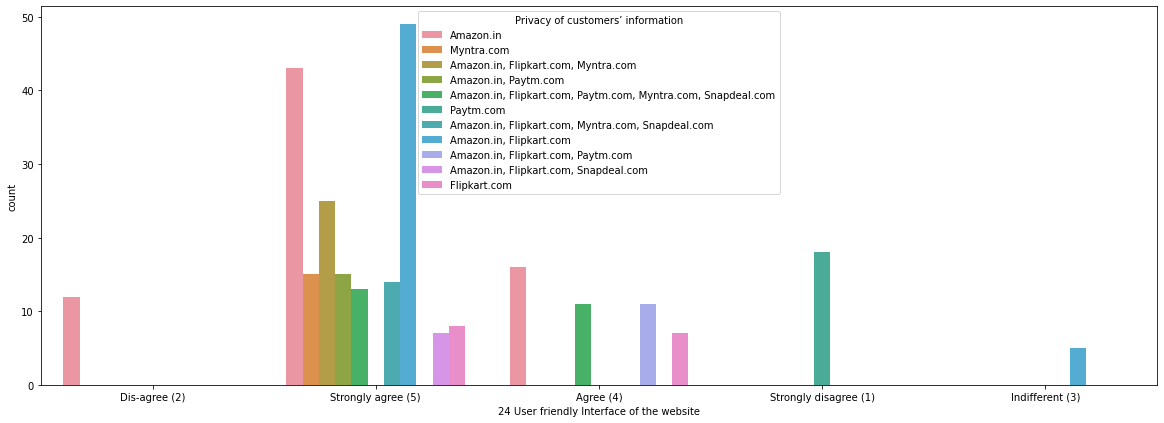 Privacy of customers’ information
Amazon.in
Myntra.com
Amazon.in, Flipkart.com, Myntra.com
Amazon.in, Paytm.com
Amazon.in, Flipkart.com, Paytm.com, Myntra.com, Snapdeal.com
Paytm.com
Amazon.in, Flipkart.com, Myntra.com, Snapdeal.com
Amazon.in, Flipkart.com
Amazon.in, Flipkart.com, Paytm.com
Amazon.in, Flipkart.com, Snapdeal.com
Flipkart.com
50
40
30
20
10
0
count
Dis-agree (2) Strongly agree (5) Agree (4) Strongly disagree (1) Indifferent (3)
24 User friendly Interface of the website